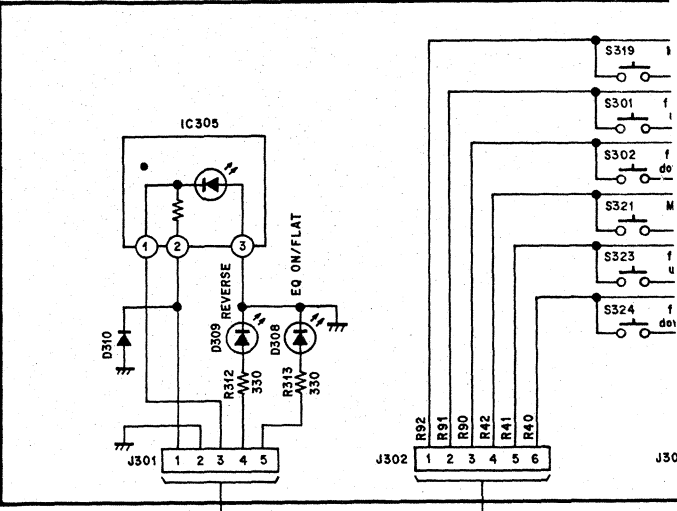 S319
S301
f
IC305
S302
f
S321
M
1 2 3
S323
f
u
REVERSE
EQ ON/FLAT
S324
f
D310
D309
D308
R312
330
R313
330
R92
R91
R90
R42
R41
R40
J301
1 2 3 4 5
J302
1 2 3 4 5 6